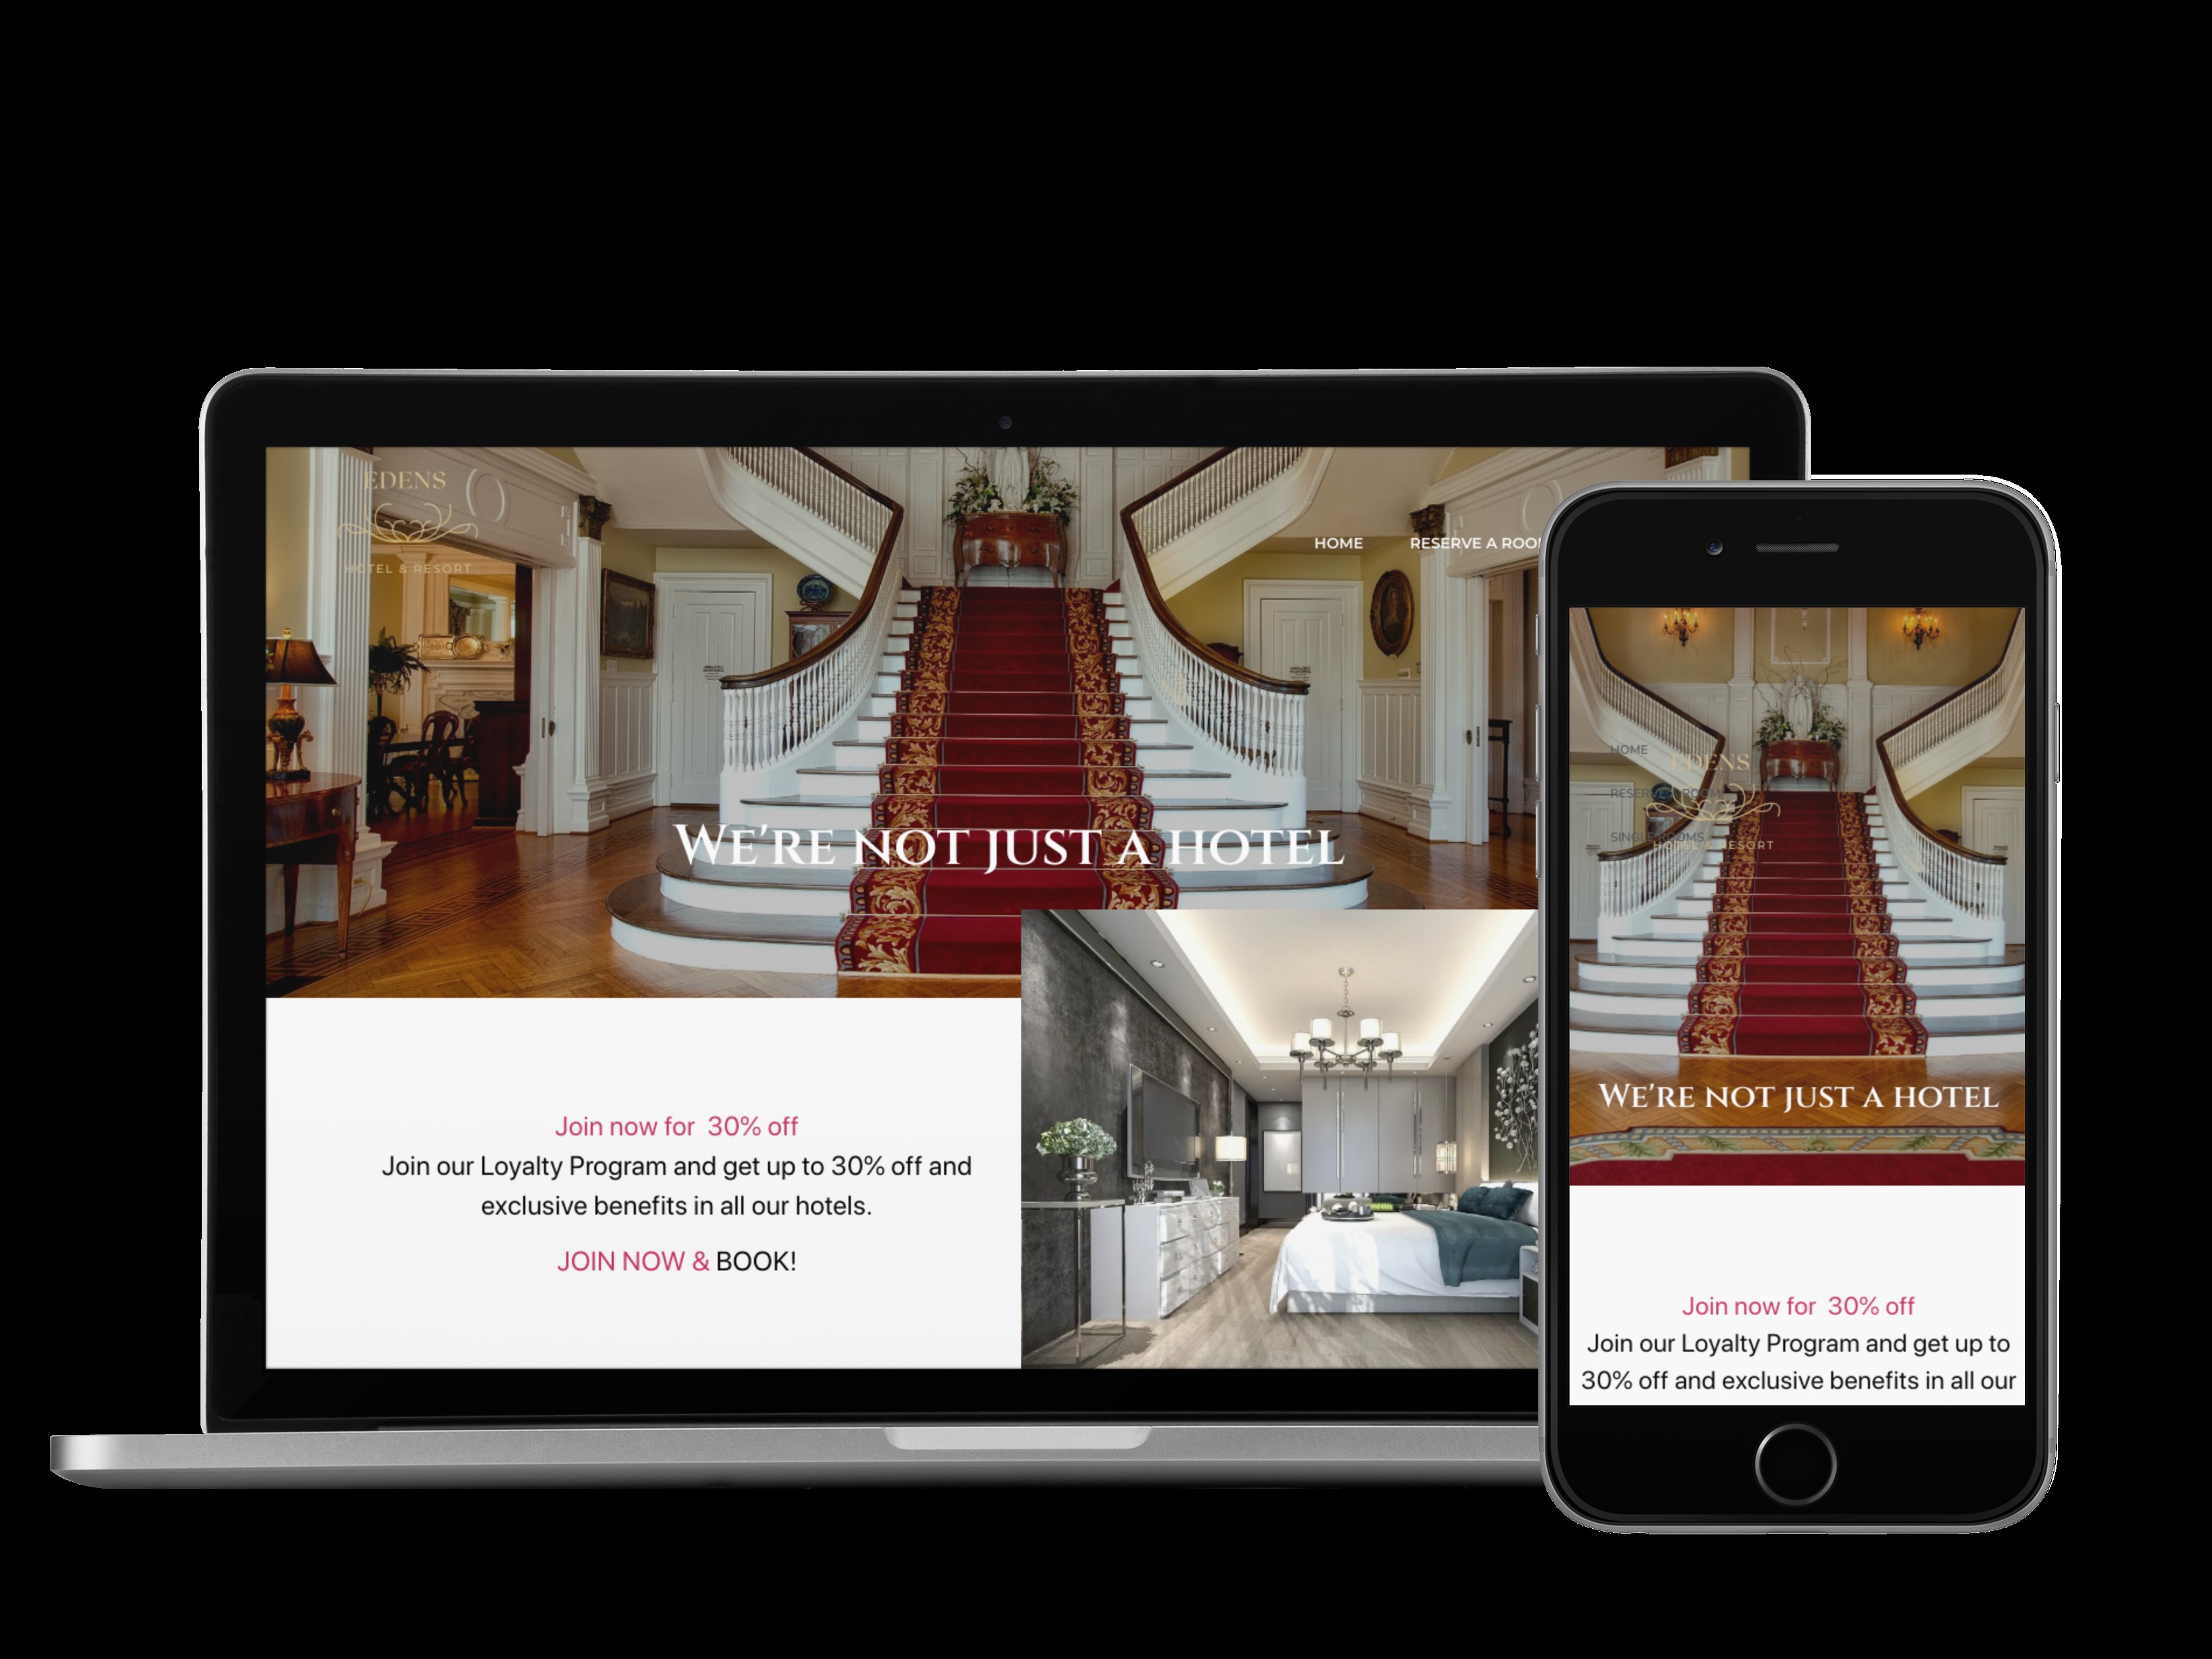 EDENS
HOTEL & RESORT
HOME
RESERVE A ROO
WE'RE NOT JUST A HOTEL
Join now for 30% off
Join our Loyalty Program and get up to 30% off and
exclusive benefits in all our hotels.
JOIN NOW & BOOK!
HOME
EDENS
RESERVE A ROOM
SINGLE ROOMS
HOTEL & RESORT
WE'RE NOT JUST A HOTEL
Join now for 30% off
Join our Loyalty Program and get up to
30% off and exclusive benefits in all our